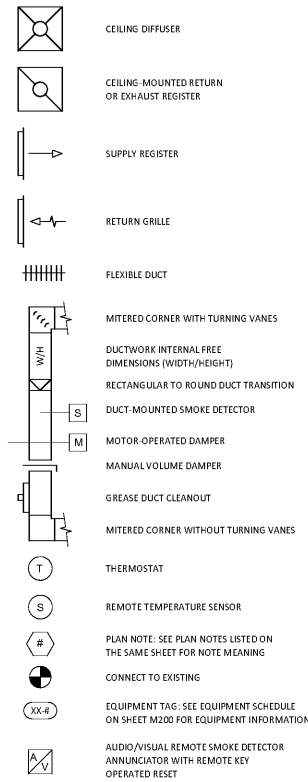 CEILING DIFFUSER
CEILING-MOUNTED RETURN
OR EXHAUST REGISTER
SUPPLY REGISTER
RETURN GRILLE
FLEXIBLE DUCT
MITERED CORNER WITH TURNING VANES
W/H
DUCTWORK INTERNAL FREE
DIMENSIONS (WIDTH/HEIGHT)
RECTANGULAR TO ROUND DUCT TRANSITION
S
DUCT-MOUNTED SMOKE DETECTOR
M
MOTOR-OPERATED DAMPER
MANUAL VOLUME DAMPER
GREASE DUCT CLEANOUT
MITERED CORNER WITHOUT TURNING VANES
T
THERMOSTAT
S
REMOTE TEMPERATURE SENSOR
#
PLAN NOTE: SEE PLAN NOTES LISTED ON
THE SAME SHEET FOR NOTE MEANING
CONNECT TO EXISTING
XX-#
EQUIPMENT TAG: SEE EQUIPMENT SCHEDULE
ON SHEET M200 FOR EQUIPMENT INFORMATION
A/V
AUDIO/VISUAL REMOTE SMOKE DETECTOR
ANNUNCIATOR WITH REMOTE KEY
OPERATED RESET